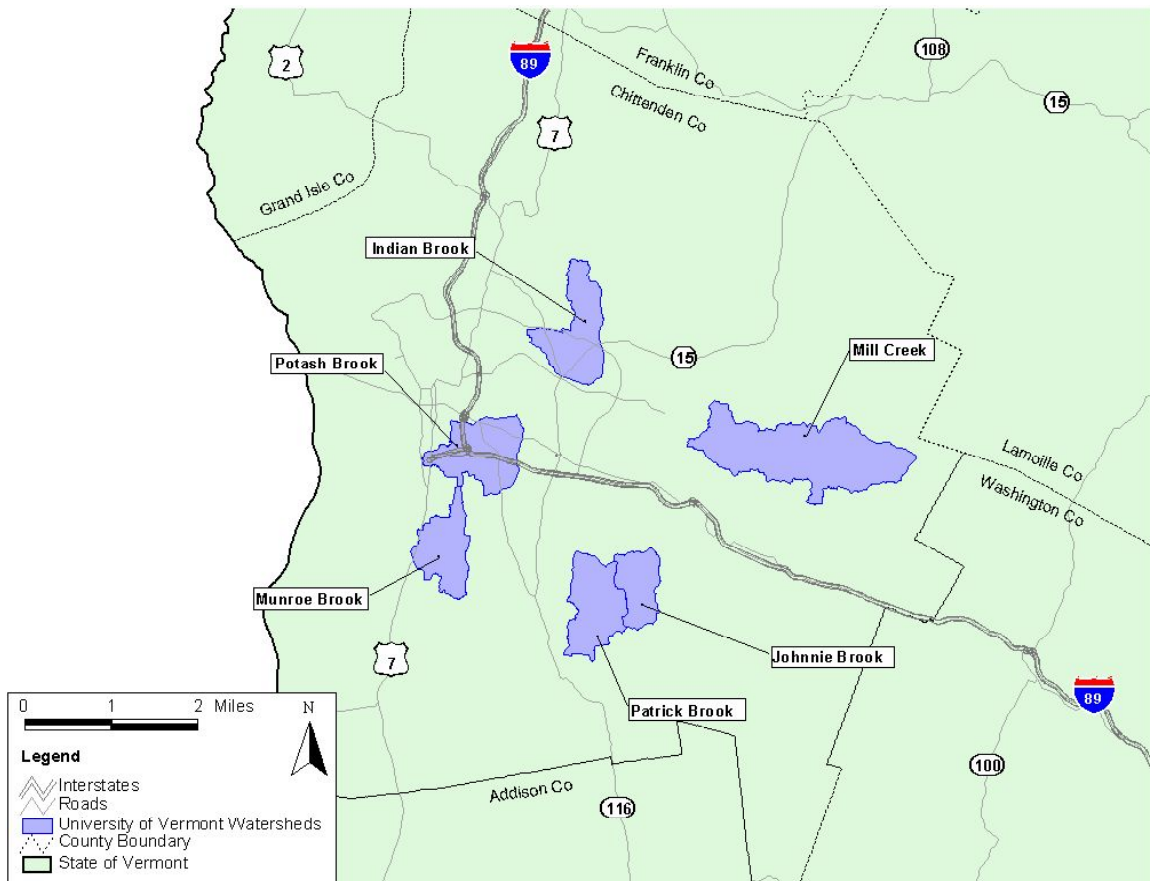 2
89
7
108
15
Franklin Co
Chittenden Co
Grand Isle Co
Indian Brook
Potash Brook
15
Mill Creek
Lamoille Co
Washington Co
Munroe Brook
Johnnie Brook
Patrick Brook
7
89
100
116
Addison Co
0 1 2 Miles
N
Legend
Interstates
Roads
University of Vermont Watersheds
County Boundary
State of Vermont